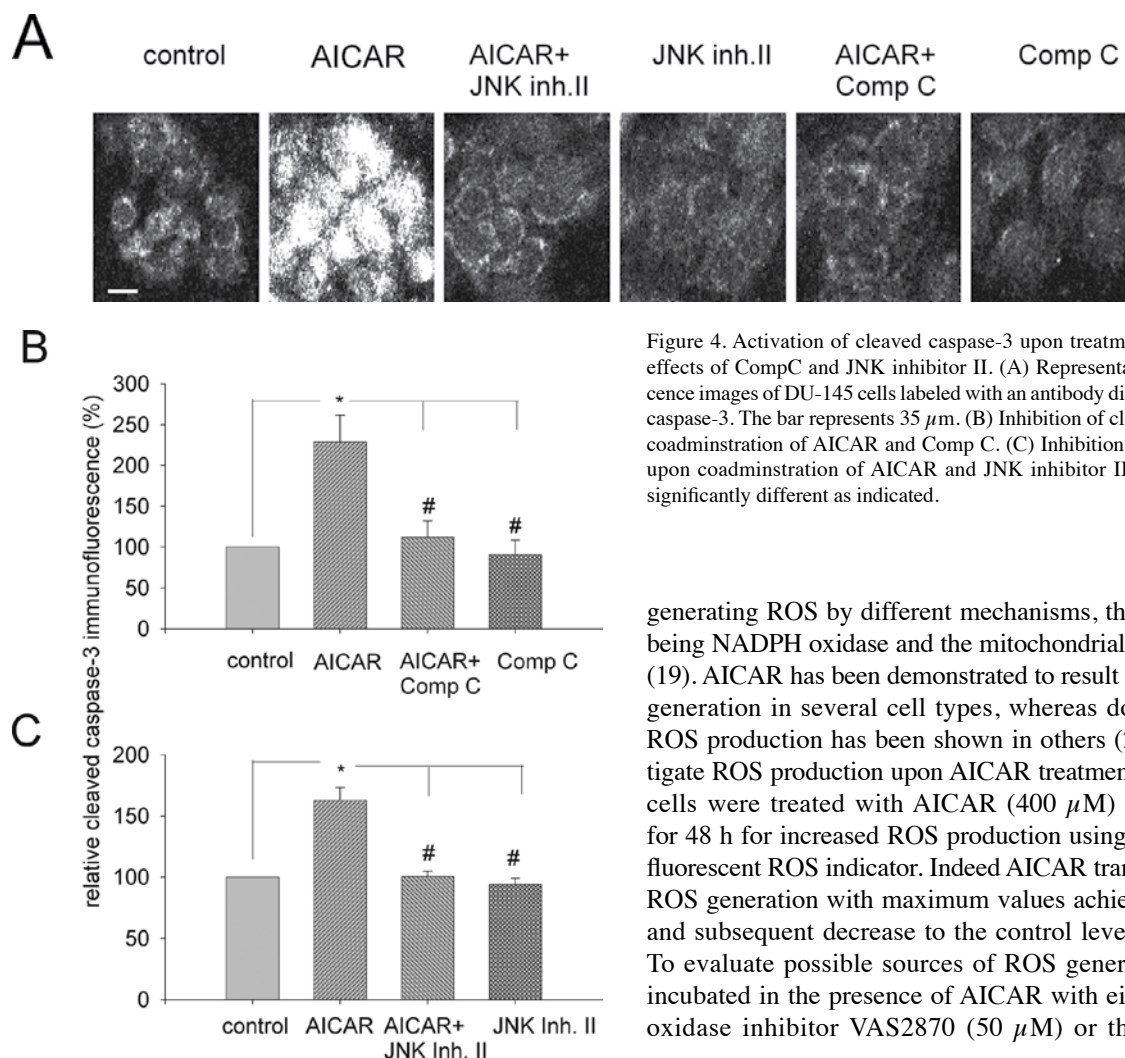 A
control
AICAR
AICAR+
JNK inh.II
JNK inh.II
AICAR+
Comp C
Comp C
B
relative cleaved caspase-3 immunofluorescence (%)
300
250
200
150
100
50
0
*
#
#
control
AICAR
AICAR+
Comp C
Comp C
C
200
150
100
50
0
*
#
#
control
AICAR
AICAR+
JNK Inh. II
JNK Inh. II
Figure 4. Activation of cleaved caspase-3 upon treatm
effects of CompC and JNK inhibitor II. (A) Representa
cence images of DU-145 cells labeled with an antibody di
caspase-3. The bar represents 35 μm. (B) Inhibition of cl
coadminstration of AICAR and Comp C. (C) Inhibition
upon coadminstration of AICAR and JNK inhibitor II
significantly different as indicated.
generating ROS by different mechanisms, th
being NADPH oxidase and the mitochondrial
(19). AICAR has been demonstrated to result
generation in several cell types, whereas do
ROS production has been shown in others (
tigate ROS production upon AICAR treatmen
cells were treated with AICAR (400 μM)
for 48 h for increased ROS production using
fluorescent ROS indicator. Indeed AICAR tran
ROS generation with maximum values achie
and subsequent decrease to the control leve
To evaluate possible sources of ROS gener
incubated in the presence of AICAR with ei
oxidase inhibitor VAS2870 (50 μM) or th